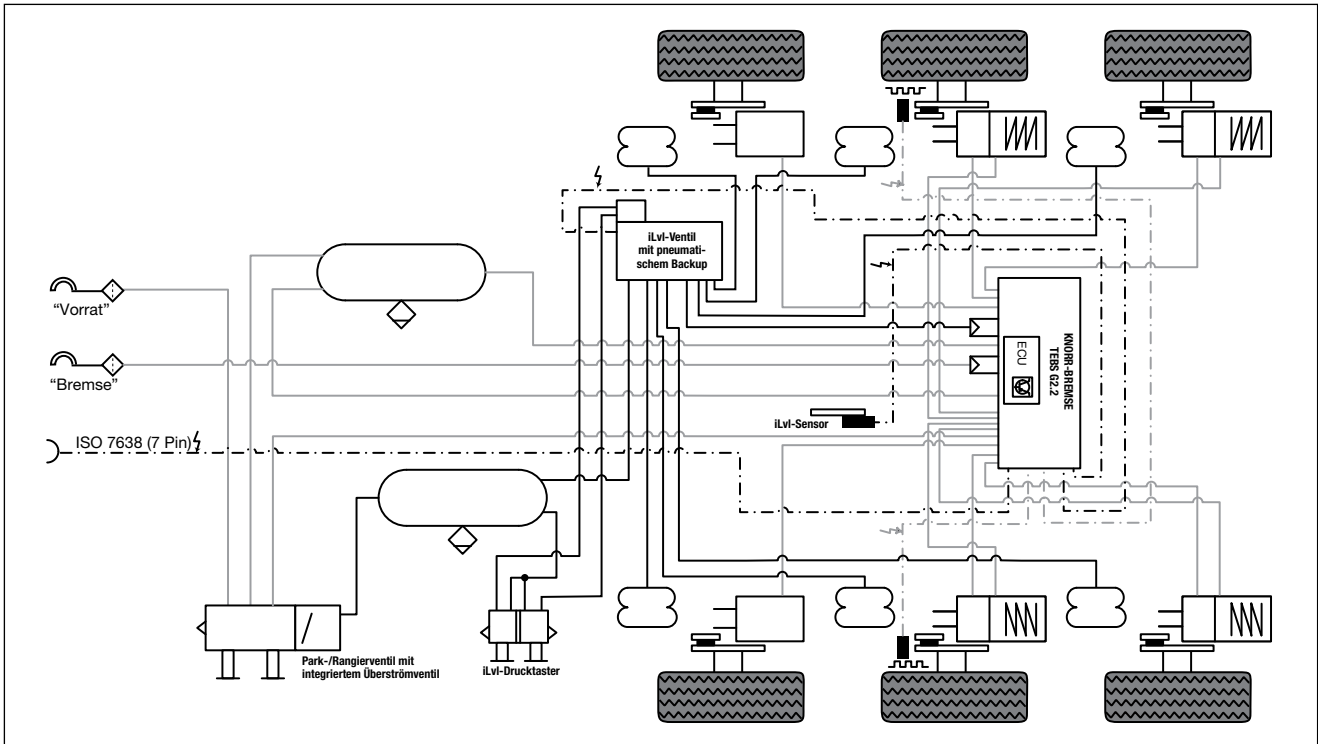 iLvl-Ventil
mit pneumati-
schem Backup
"Vorrat"
"Bremse"
KNORR-BREMSE
TEBS G2.2
ECU
iLvl-Sensor
ISO 7638 (7 Pin)
Park-/Rangierventil mit
integriertem Überströmventil
iLvl-Drucktaster